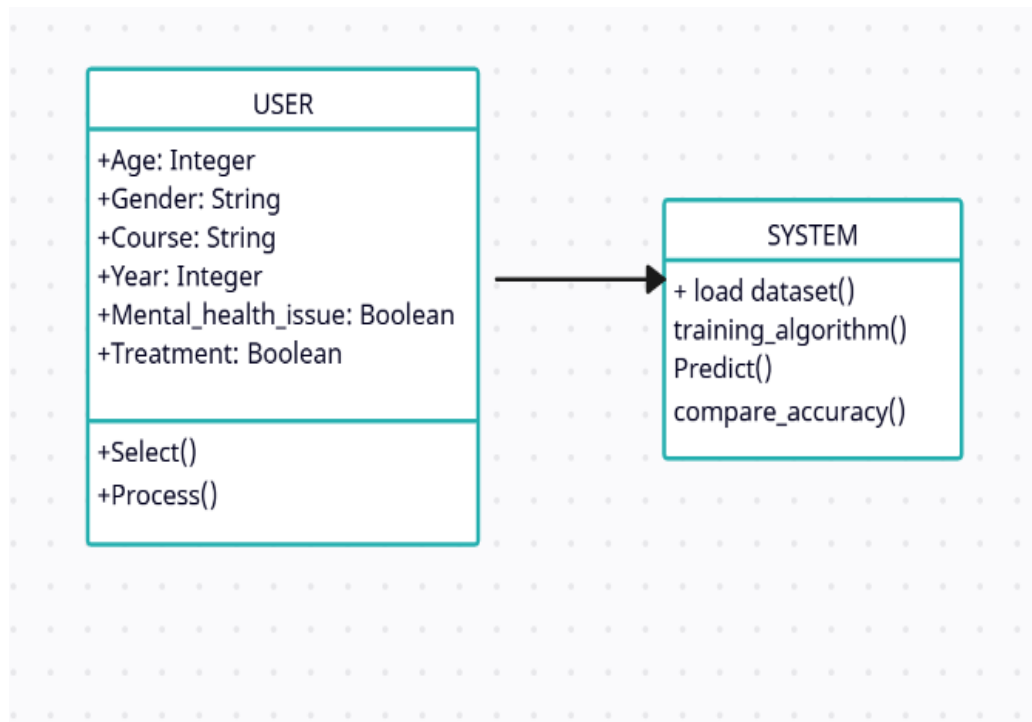 USER
+Age: Integer
+Gender: String
+Course: String
+Year: Integer
+Mental_health_issue: Boolean
+Treatment: Boolean
+Select()
+Process()
SYSTEM
+ load dataset()
training_algorithm()
Predict()
compare_accuracy()